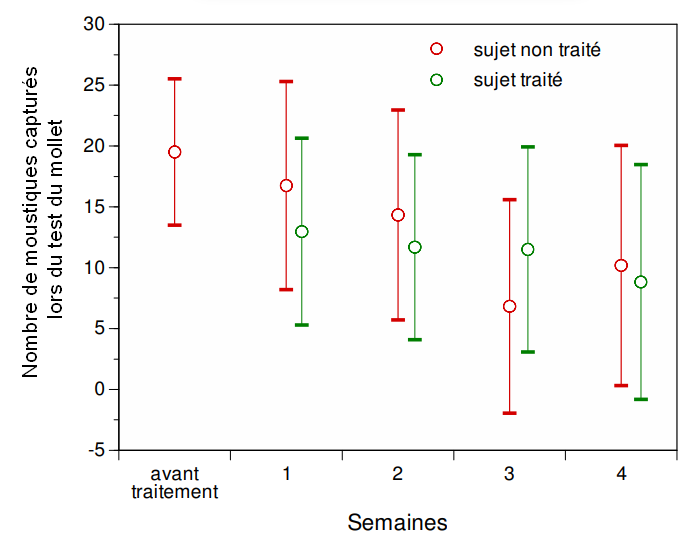 30
25
20
15
10
5
0
-5
Nombre de moustiques capturés
lors du test du mollet
sujet non traité
sujet traité
avant
traitement
1
2
3
4
Semaines